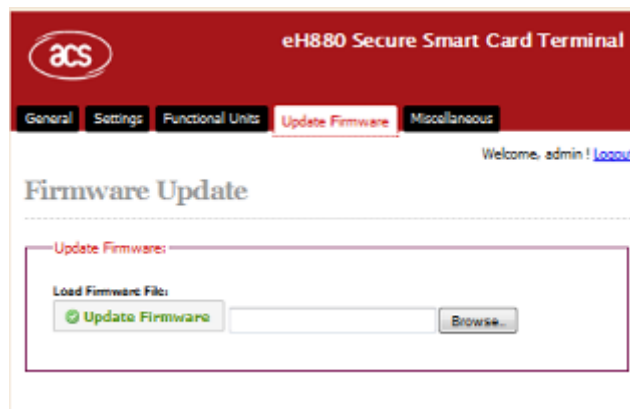 acs
eH880 Secure Smart Card Terminal
General Settings Functional Units Update Firmware Miscellaneous
Welcome, admin ! Logout
Firmware Update
Update Firmware:
Load Firmware File:
Update Firmware Browse..